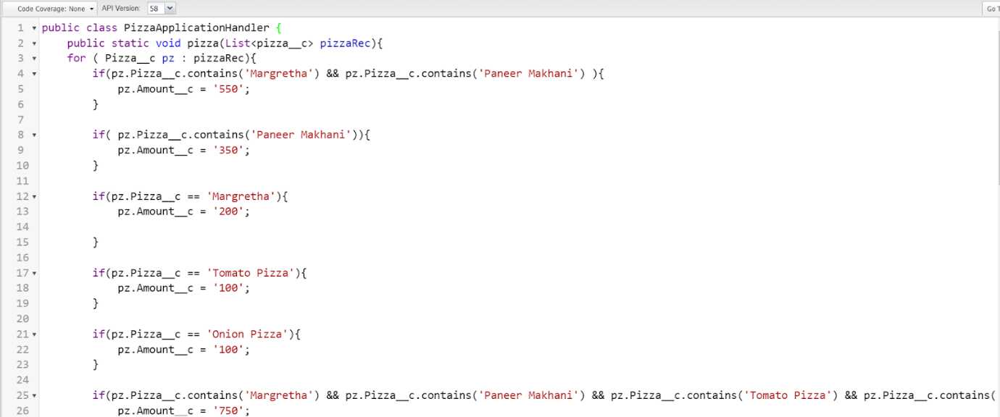 Code Coverage: None API Version: 58 Go T
1 public class PizzaApplicationHandler {
2 public static void pizza(List<pizza__c> pizzaRec){
3 for ( Pizza__c pz : pizzaRec){
4 if(pz.Pizza__c.contains('Margretha') && pz.Pizza__c.contains('Paneer Makhani') ){
5 pz.Amount__c = '550';
6 }
7
8 if( pz.Pizza__c.contains('Paneer Makhani')){
9 pz.Amount__c = '350';
10 }
11
12 if(pz.Pizza__c == 'Margretha'){
13 pz.Amount__c = '200';
14
15 }
16
17 if(pz.Pizza__c == 'Tomato Pizza'){
18 pz.Amount__c = '100';
19 }
20
21 if(pz.Pizza__c == 'Onion Pizza'){
22 pz.Amount__c = '100';
23 }
24
25 if(pz.Pizza__c.contains('Margretha') && pz.Pizza__c.contains('Paneer Makhani') && pz.Pizza__c.contains('Tomato Pizza') && pz.Pizza__c.contains(
26 pz.Amount__c = '750';